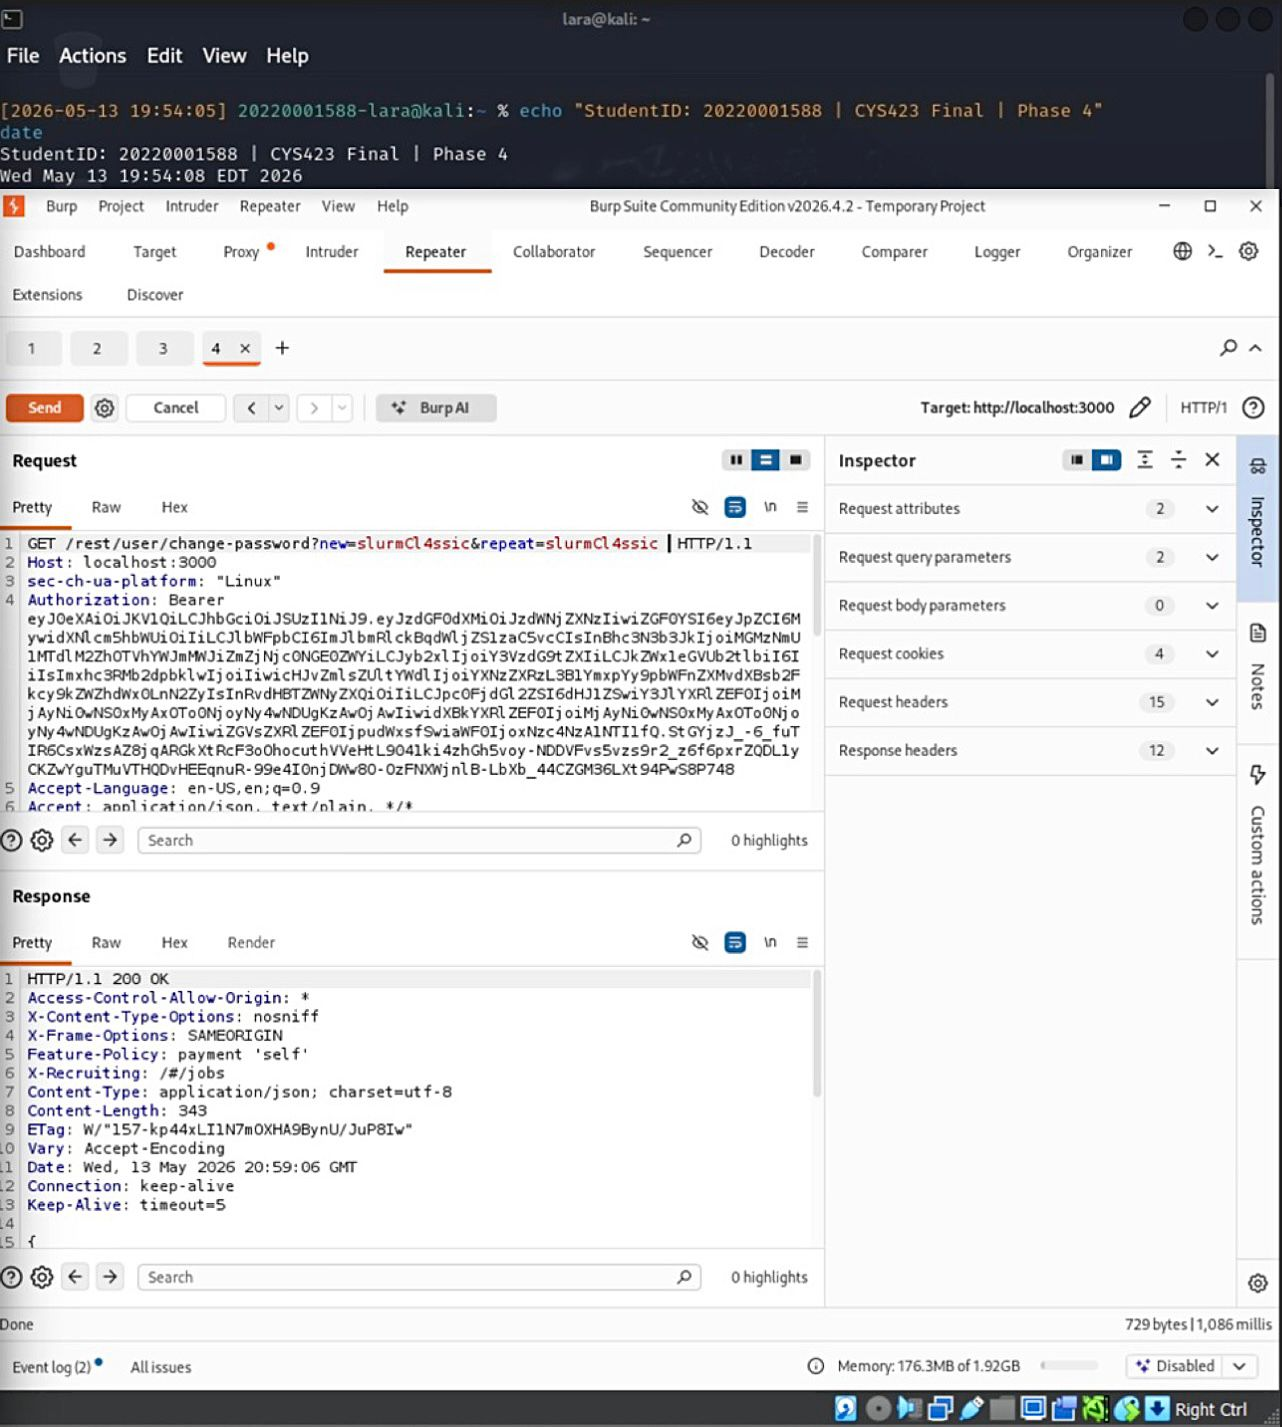 lara@kali: ~
File Actions Edit View Help
[2026-05-13 19:54:05] 20220001588-lara@kali:~ % echo "StudentID: 20220001588 | CYS423 Final | Phase 4"
date
StudentID: 20220001588 | CYS423 Final | Phase 4
Wed May 13 19:54:08 EDT 2026
Burp Project Intruder Repeater View Help Burp Suite Community Edition v2026.4.2 - Temporary Project
Dashboard Target Proxy Intruder Repeater Collaborator Sequencer Decoder Comparer Logger Organizer
Extensions Discover
1 2 3 4 × +
Send Cancel < > Burp AI Target: http://localhost:3000 HTTP/1
Request
Pretty Raw Hex \n
1 GET /rest/user/change-password?new=slurmCl4ssic&repeat=slurmCl4ssic HTTP/1.1
2 Host: localhost:3000
3 sec-ch-ua-platform: "Linux"
4 Authorization: Bearer
5 Accept-Language: en-US,en;q=0.9
6 Accept: application/json, text/plain, */*
Search 0 highlights
Response
Pretty Raw Hex Render \n
1 HTTP/1.1 200 OK
2 Access-Control-Allow-Origin: *
3 X-Content-Type-Options: nosniff
4 X-Frame-Options: SAMEORIGIN
5 Feature-Policy: payment 'self'
6 X-Recruiting: /#/jobs
7 Content-Type: application/json; charset=utf-8
8 Content-Length: 343
9 ETag:
10 Vary: Accept-Encoding
11 Date: Wed, 13 May 2026 20:59:06 GMT
12 Connection: keep-alive
13 Keep-Alive: timeout=5
14
15 {
Search 0 highlights
Inspector
Request attributes 2
Request query parameters 2
Request body parameters 0
Request cookies 4
Request headers 15
Response headers 12
Inspector
Notes
Custom actions
Done 729 bytes | 1,086 millis
Event log (2) All issues Memory: 176.3MB of 1.92GB Disabled
Right Ctrl